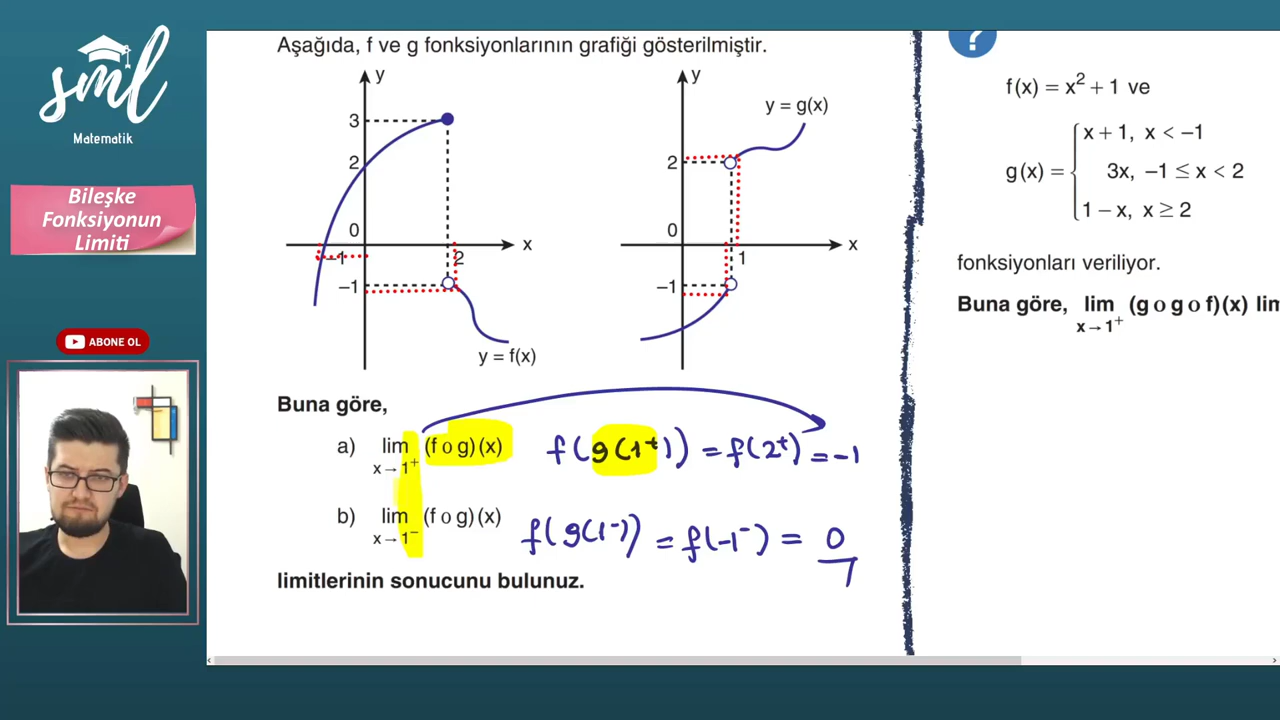 sml
Matematik
Bileşke
Fonksiyonun
Limiti
ABONE OL
Aşağıda, f ve g fonksiyonlarının grafiği gösterilmiştir.
y
3
2
0
x
–1
2
–1
y = f(x)
y
y = g(x)
2
0
x
1
–1
Buna göre,
a) lim (f o g)(x) f(g(1⁺)) = f(2⁺) = -1
x → 1⁺
b) lim (f o g)(x) f(g(1⁻)) = f(-1⁻) = 0
x → 1⁻
limitlerinin sonucunu bulunuz.
?
f(x) = x² + 1 ve
x + 1, x < –1
g(x) = { 3x, –1 ≤ x < 2
1 – x, x ≥ 2
fonksiyonları veriliyor.
Buna göre, lim (g o g o f)(x) lim
x → 1⁺